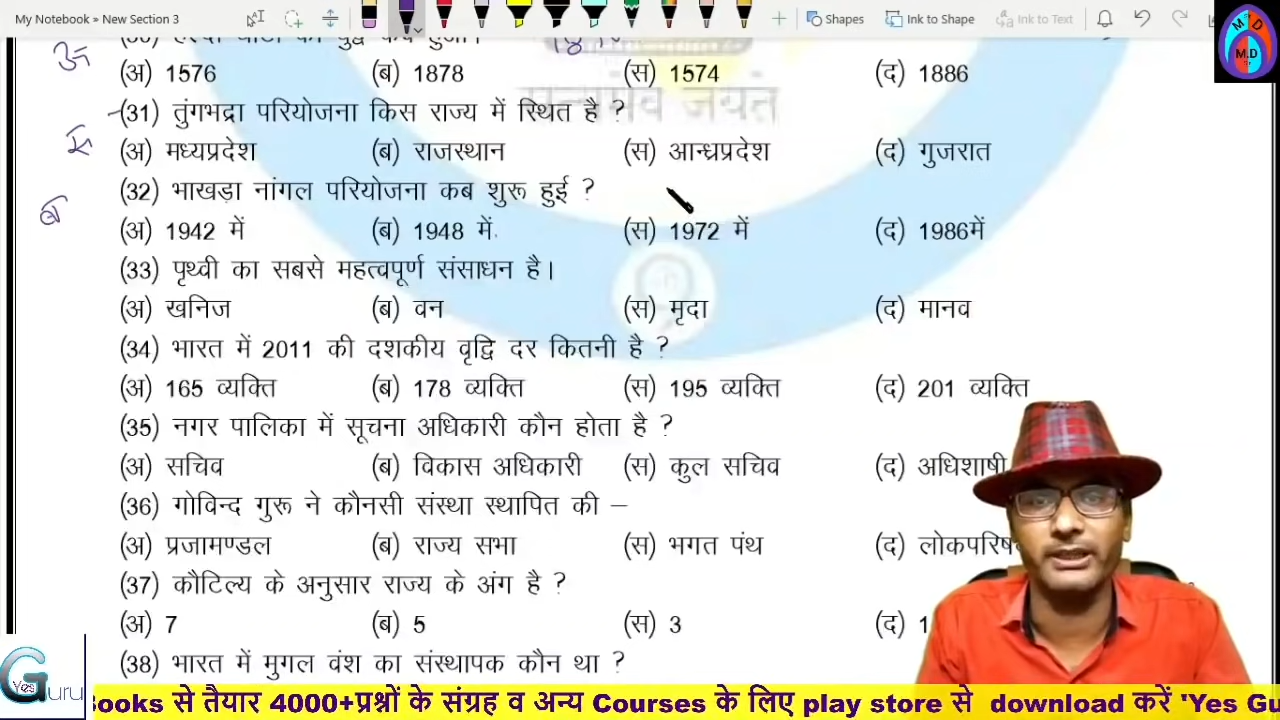 My Notebook » New Section 3
Shapes
Ink to Shape
Ink to Text
M D
M.D
(अ) 1576 (ब) 1878 (स) 1574 (द) 1886
अ
(31) तुंगभद्रा परियोजना किस राज्य में स्थित है ?
स
(अ) मध्यप्रदेश (ब) राजस्थान (स) आन्ध्रप्रदेश (द) गुजरात
(32) भाखड़ा नांगल परियोजना कब शुरू हुई ?
ब
(अ) 1942 में (ब) 1948 में. (स) 1972 में (द) 1986में
(33) पृथ्वी का सबसे महत्वपूर्ण संसाधन है।
(अ) खनिज (ब) वन (स) मृदा (द) मानव
(34) भारत में 2011 की दशकीय वृद्वि दर कितनी है ?
(अ) 165 व्यक्ति (ब) 178 व्यक्ति (स) 195 व्यक्ति (द) 201 व्यक्ति
(35) नगर पालिका में सूचना अधिकारी कौन होता है ?
(अ) सचिव (ब) विकास अधिकारी (स) कुल सचिव (द) अधिशाषी
(36) गोविन्द गुरू ने कौनसी संस्था स्थापित की –
(अ) प्रजामण्डल (ब) राज्य सभा (स) भगत पंथ (द)
(37) कौटिल्य के अनुसार राज्य के अंग है ?
(अ) 7 (ब) 5 (स) 3 (द) 1
(38) भारत में मुगल वंश का संस्थापक कौन था ?
Yes Guru
Books से तैयार 4000+प्रश्नों के संग्रह व अन्य Courses के लिए play store से download करें 'Yes Gu